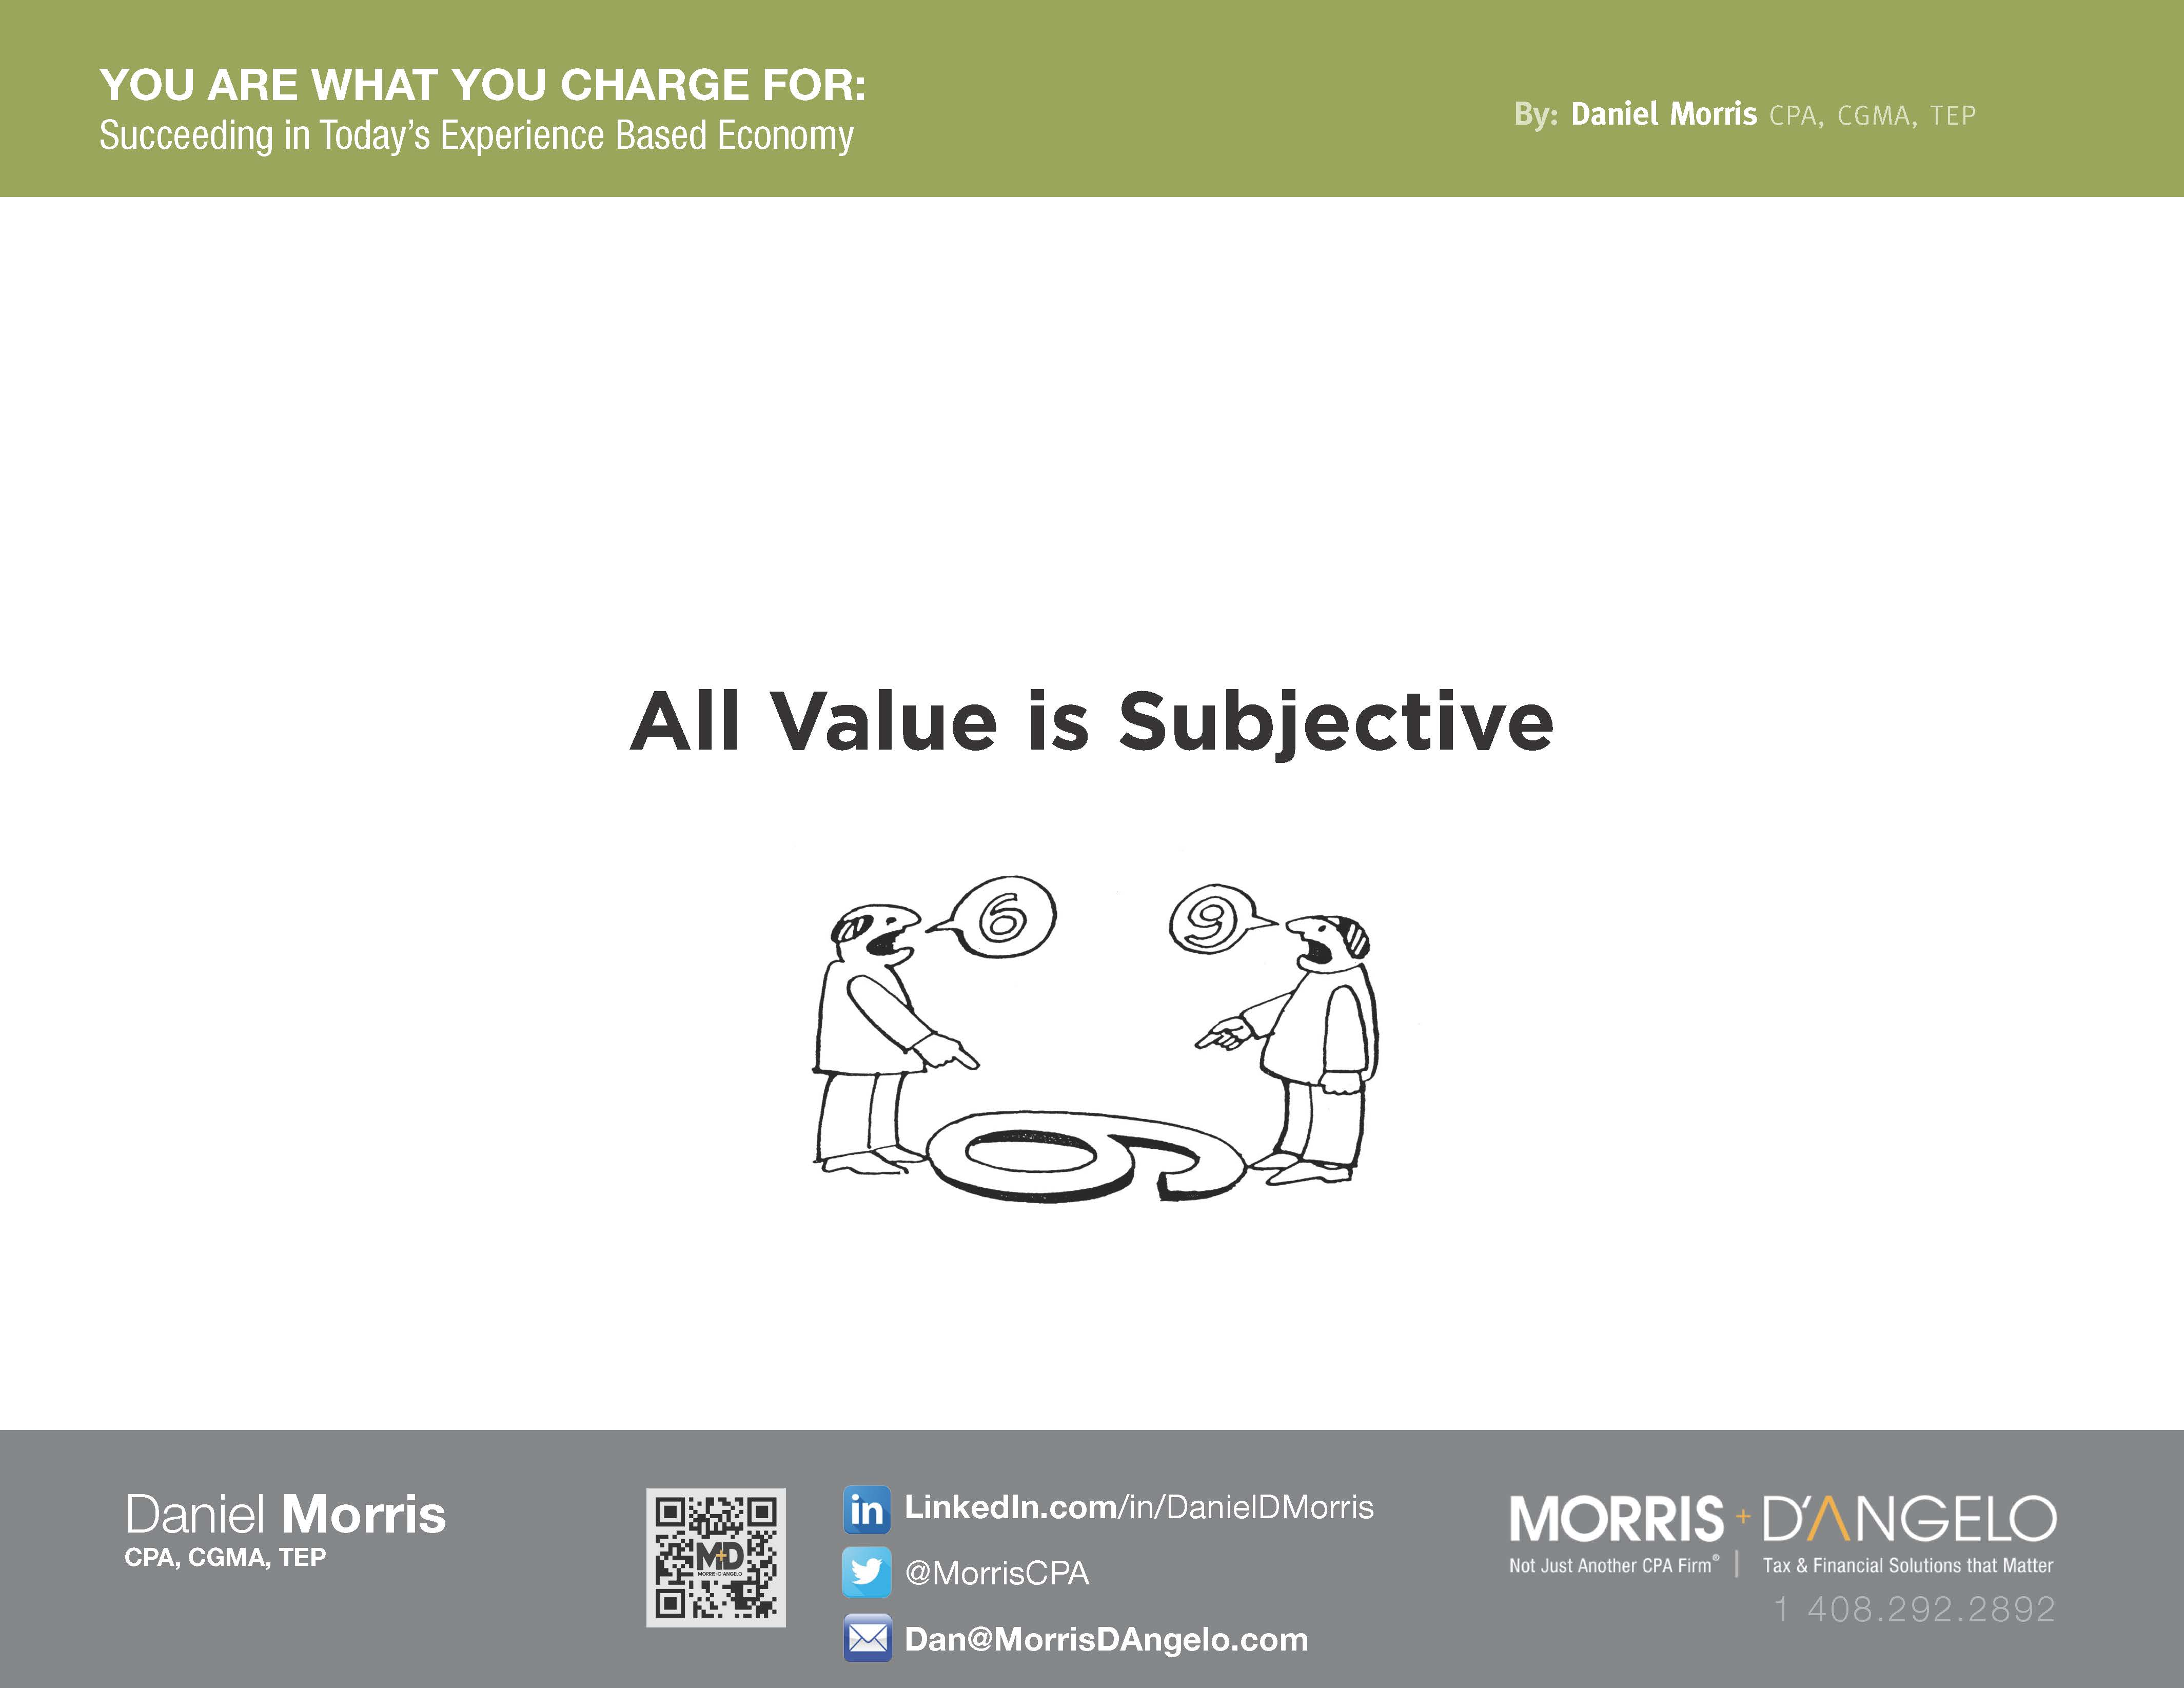 YOU ARE WHAT YOU CHARGE FOR:
Succeeding in Today's Experience Based Economy
By: Daniel Morris CPA, CGMA, TEP
All Value is Subjective
6
9
Daniel Morris
CPA, CGMA, TEP
M+D
MORRIS+D'ANGELO
LinkedIn.com/in/DanielDMorris
@MorrisCPA
Dan@MorrisDAngelo.com
MORRIS + D'ANGELO
Not Just Another CPA Firm® | Tax & Financial Solutions that Matter
1 408.292.2892